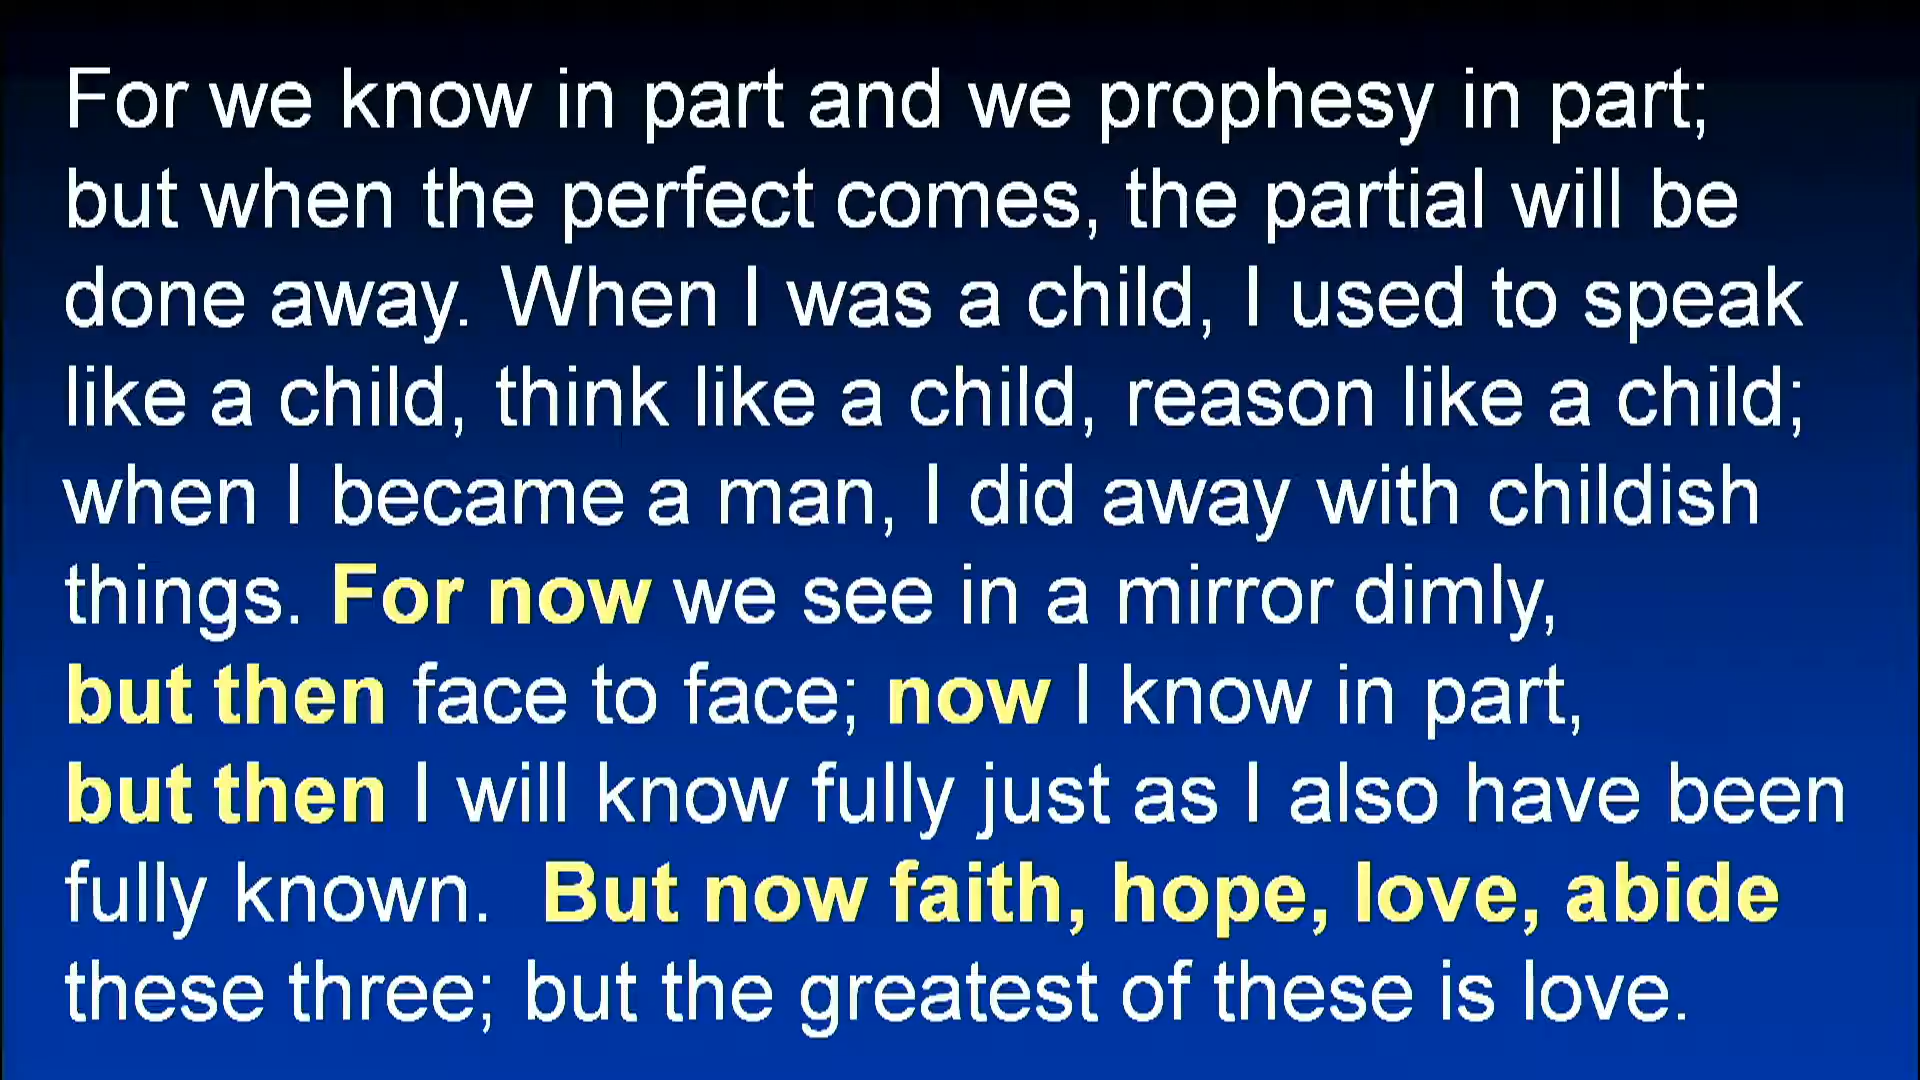 For we know in part and we prophesy in part;
but when the perfect comes, the partial will be
done away. When I was a child, I used to speak
like a child, think like a child, reason like a child;
when I became a man, I did away with childish
things. For now we see in a mirror dimly,
but then face to face; now I know in part,
but then I will know fully just as I also have been
fully known. But now faith, hope, love, abide
these three; but the greatest of these is love.